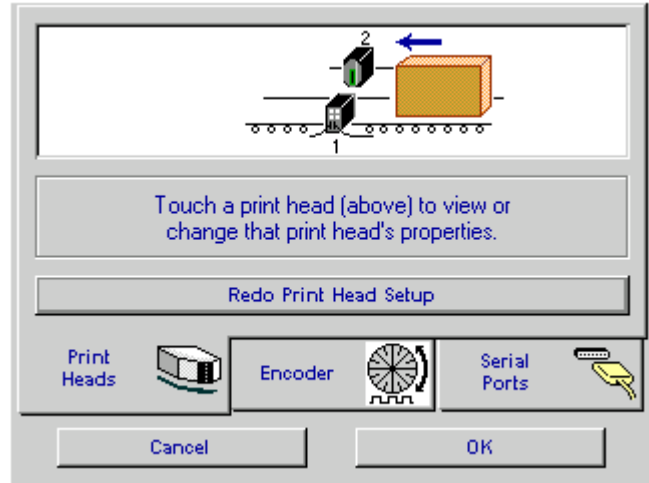 2
1
Touch a print head (above) to view or
change that print head's properties.
Redo Print Head Setup
Print
Heads
Encoder
Serial
Ports
Cancel
OK